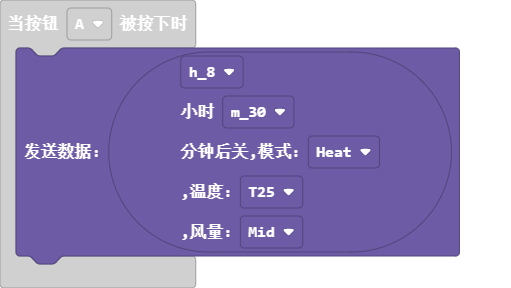 当按钮 A 被按下时
h_8
小时 m_30
发送数据: 分钟后关,模式: Heat
,温度: T25
,风量: Mid